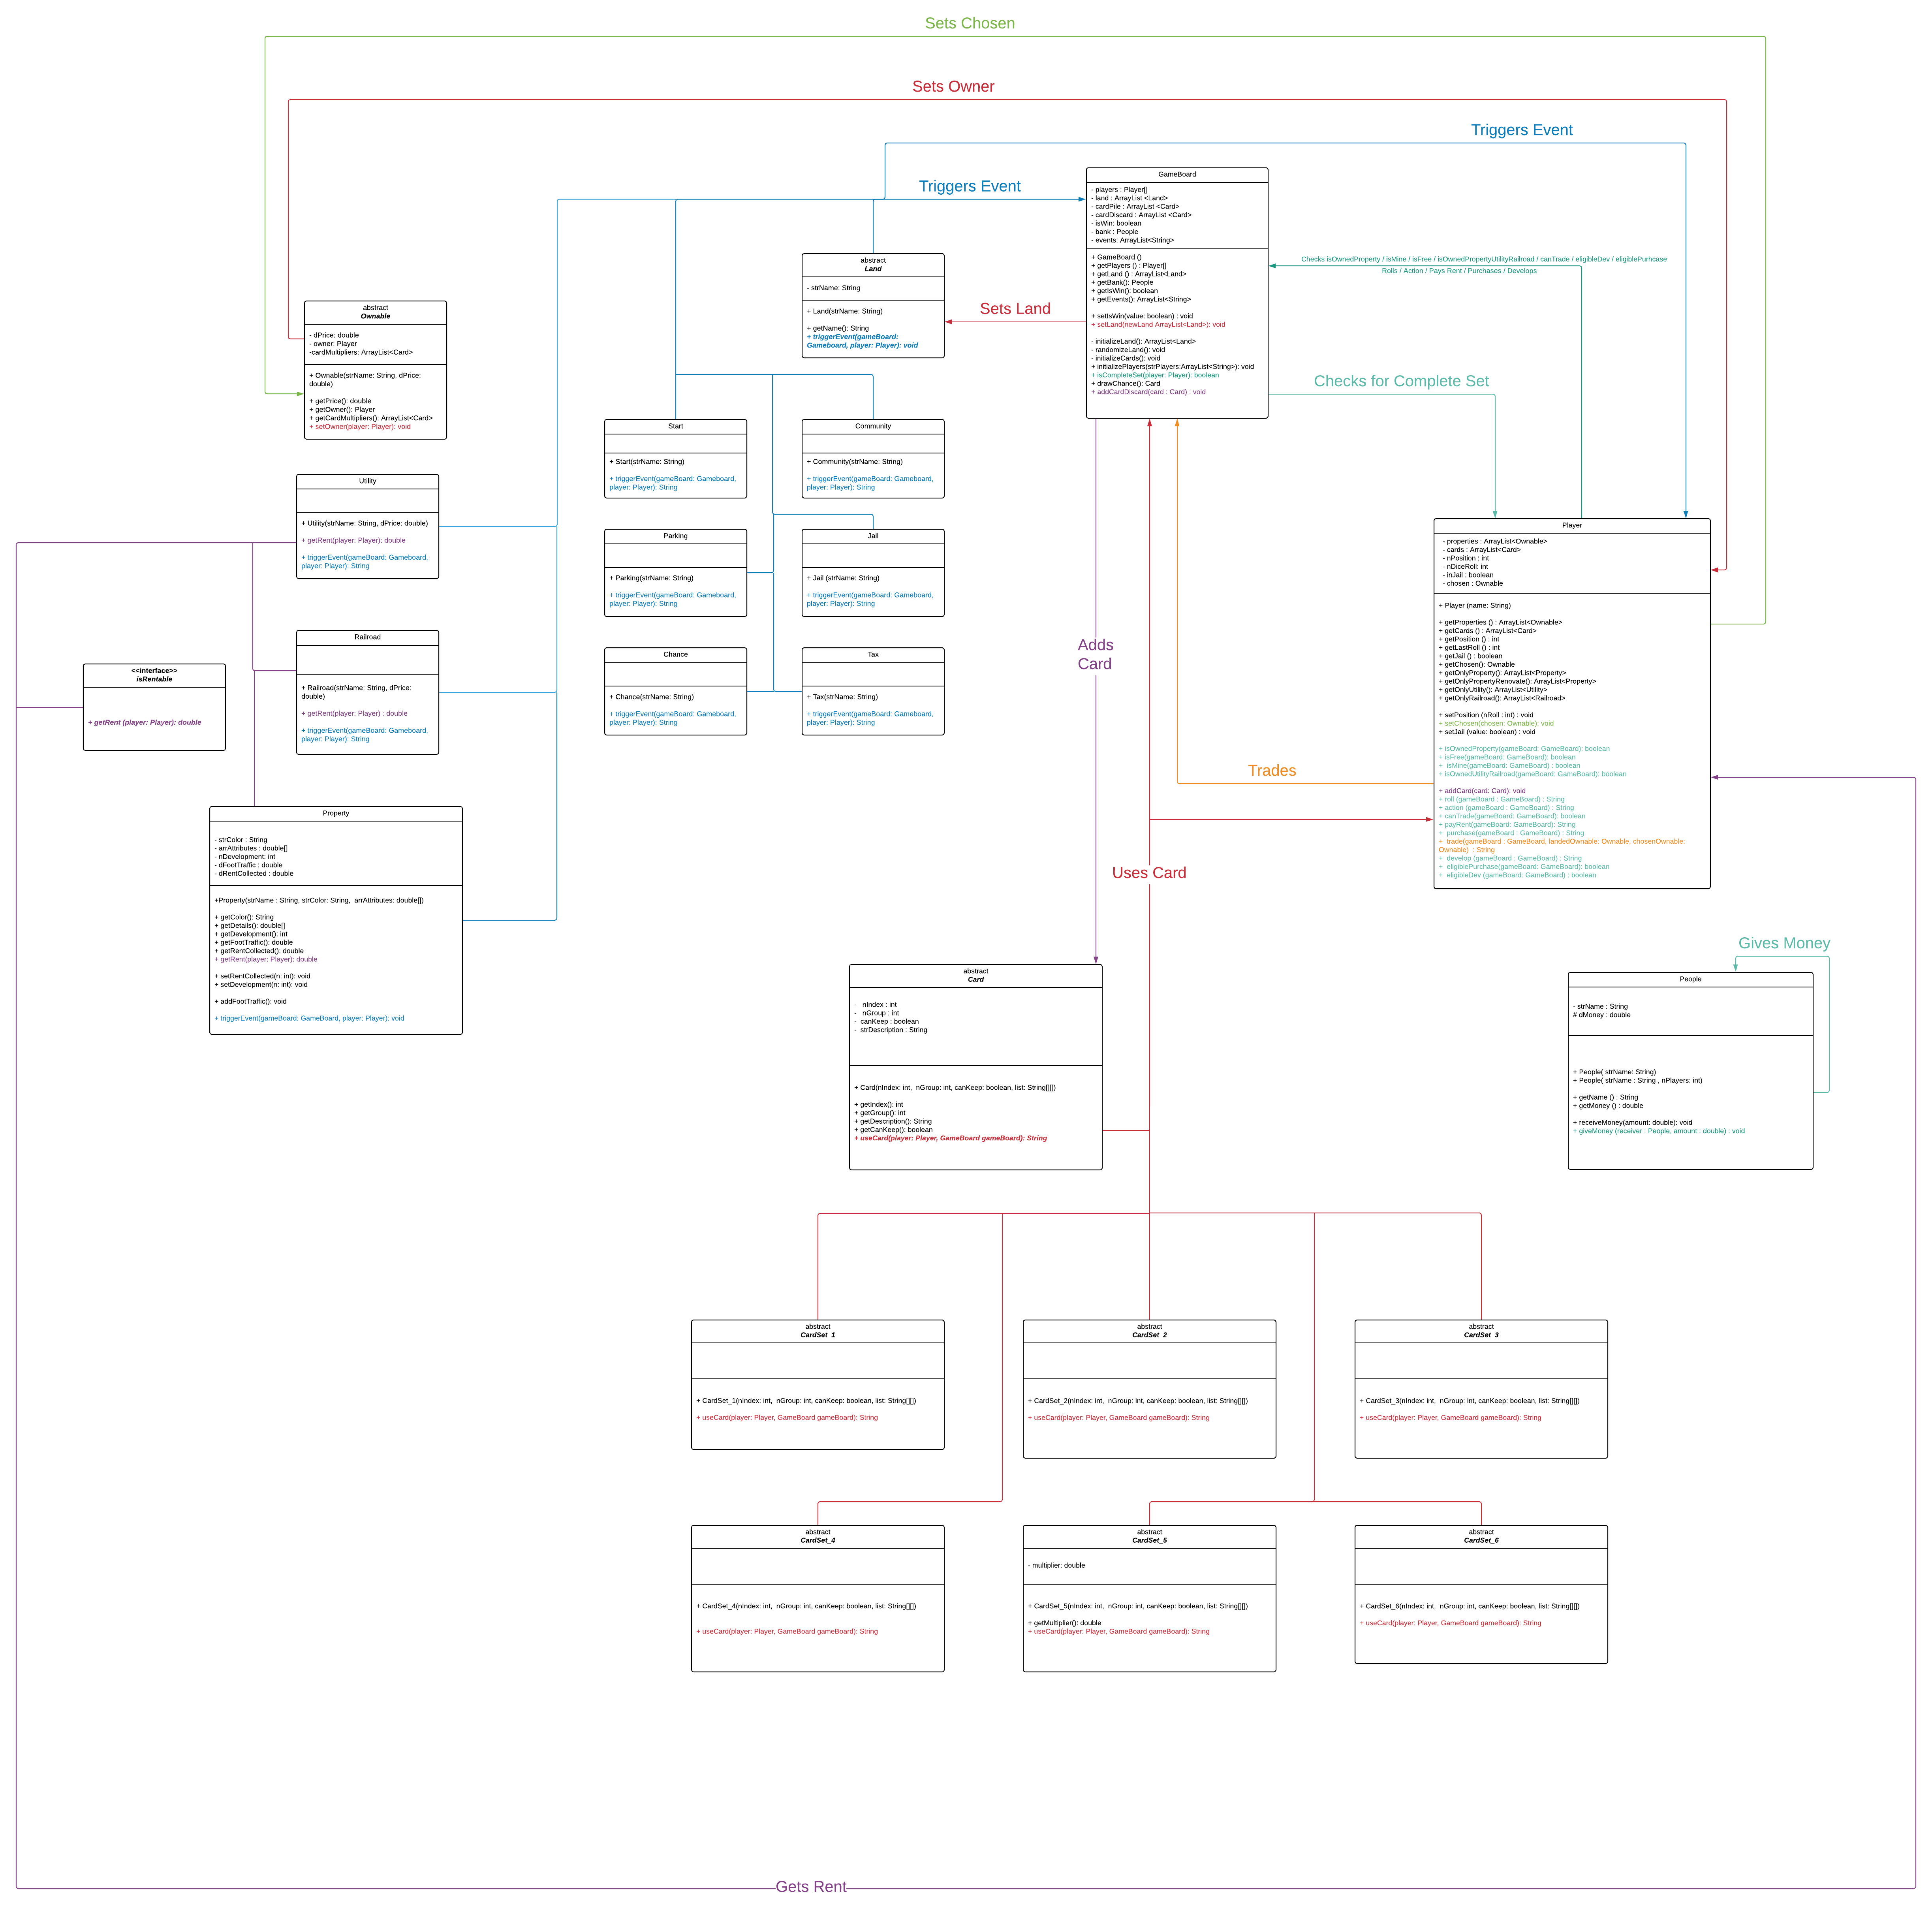 Sets Chosen
Sets Owner
Triggers Event
Triggers Event
GameBoard
- players : Player[]
- land : ArrayList <Land>
- cardPile : ArrayList <Card>
- cardDiscard : ArrayList <Card>
- isWin: boolean
- bank : People
- events: ArrayList<String>
+ GameBoard ()
+ getPlayers () : Player[]
+ getLand () : ArrayList<Land>
+ getBank(): People
+ getIsWin(): boolean
+ getEvents(): ArrayList<String>
+ setIsWin(value: boolean) : void
+ setLand(newLand ArrayList<Land>): void
- initializeLand(): ArrayList<Land>
- randomizeLand(): void
- initializeCards(): void
+ initializePlayers(strPlayers:ArrayList<String>): void
+ isCompleteSet(player: Player): boolean
+ drawChance(): Card
+ addCardDiscard(card : Card) : void
Checks isOwnedProperty / isMine / isFree / isOwnedPropertyUtilityRailroad / canTrade / eligibleDev / eligiblePurhcase
Rolls / Action / Pays Rent / Purchases / Develops
abstract
Land
- strName: String
+ Land(strName: String)
+ getName(): String
+ triggerEvent(gameBoard:
Gameboard, player: Player): void
Sets Land
Checks for Complete Set
abstract
Ownable
- dPrice: double
- owner: Player
-cardMultipliers: ArrayList<Card>
+ Ownable(strName: String, dPrice:
double)
+ getPrice(): double
+ getOwner(): Player
+ getCardMultipliers(): ArrayList<Card>
+ setOwner(player: Player): void
Start
+ Start(strName: String)
+ triggerEvent(gameBoard: Gameboard,
player: Player): String
Community
+ Community(strName: String)
+ triggerEvent(gameBoard: Gameboard,
player: Player): String
Utility
+ Utility(strName: String, dPrice: double)
+ getRent(player: Player): double
+ triggerEvent(gameBoard: Gameboard,
player: Player): String
Parking
+ Parking(strName: String)
+ triggerEvent(gameBoard: Gameboard,
player: Player): String
Jail
+ Jail (strName: String)
+ triggerEvent(gameBoard: Gameboard,
player: Player): String
Railroad
+ Railroad(strName: String, dPrice:
double)
+ getRent(player: Player) : double
+ triggerEvent(gameBoard: Gameboard,
player: Player): String
Chance
+ Chance(strName: String)
+ triggerEvent(gameBoard: Gameboard,
player: Player): String
Tax
+ Tax(strName: String)
+ triggerEvent(gameBoard: Gameboard,
player: Player): String
<<interface>>
isRentable
+ getRent (player: Player): double
Adds
Card
Trades
Uses Card
Player
- properties : ArrayList<Ownable>
- cards : ArrayList<Card>
- nPosition : int
- nDiceRoll: int
- inJail : boolean
- chosen : Ownable
+ Player (name: String)
+ getProperties () : ArrayList<Ownable>
+ getCards () : ArrayList<Card>
+ getPosition () : int
+ getLastRoll () : int
+ getJail () : boolean
+ getChosen(): Ownable
+ getOnlyProperty(): ArrayList<Property>
+ getOnlyPropertyRenovate(): ArrayList<Property>
+ getOnlyUtility(): ArrayList<Utility>
+ getOnlyRailroad(): ArrayList<Railroad>
+ setPosition (nRoll : int) : void
+ setChosen(chosen: Ownable): void
+ setJail (value: boolean) : void
+ isOwnedProperty(gameBoard: GameBoard): boolean
+ isFree(gameBoard: GameBoard): boolean
+ isMine(gameBoard: GameBoard) : boolean
+ isOwnedUtilityRailroad(gameBoard: GameBoard): boolean
+ addCard(card: Card): void
+ roll (gameBoard : GameBoard) : String
+ action (gameBoard : GameBoard) : String
+ canTrade(gameBoard: GameBoard): boolean
+ payRent(gameBoard: GameBoard): String
+ purchase(gameBoard : GameBoard) : String
+ trade(gameBoard : GameBoard, landedOwnable: Ownable, chosenOwnable:
Ownable) : String
+ develop (gameBoard : GameBoard) : String
+ eligiblePurchase(gameBoard: GameBoard): boolean
+ eligibleDev (gameBoard: GameBoard) : boolean
Property
- strColor : String
- arrAttributes : double[]
- nDevelopment: int
- dFootTraffic : double
- dRentCollected : double
+Property(strName : String, strColor: String, arrAttributes: double[])
+ getColor(): String
+ getDetails(): double[]
+ getDevelopment(): int
+ getFootTraffic(): double
+ getRentCollected(): double
+ getRent(player: Player): double
+ setRentCollected(n: int): void
+ setDevelopment(n: int): void
+ addFootTraffic(): void
+ triggerEvent(gameBoard: GameBoard, player: Player): void
Gives Money
People
- strName : String
# dMoney : double
+ People( strName: String)
+ People( strName : String , nPlayers: int)
+ getName () : String
+ getMoney () : double
+ receiveMoney(amount: double): void
+ giveMoney (receiver : People, amount : double) : void
abstract
Card
- nIndex : int
- nGroup : int
- canKeep : boolean
- strDescription : String
+ Card(nIndex: int, nGroup: int, canKeep: boolean, list: String[][])
+ getIndex(): int
+ getGroup(): int
+ getDescription(): String
+ getCanKeep(): boolean
+ useCard(player: Player, GameBoard gameBoard): String
abstract
CardSet_1
+ CardSet_1(nIndex: int, nGroup: int, canKeep: boolean, list: String[][])
+ useCard(player: Player, GameBoard gameBoard): String
abstract
CardSet_2
+ CardSet_2(nIndex: int, nGroup: int, canKeep: boolean, list: String[][])
+ useCard(player: Player, GameBoard gameBoard): String
abstract
CardSet_3
+ CardSet_3(nIndex: int, nGroup: int, canKeep: boolean, list: String[][])
+ useCard(player: Player, GameBoard gameBoard): String
abstract
CardSet_4
+ CardSet_4(nIndex: int, nGroup: int, canKeep: boolean, list: String[][])
+ useCard(player: Player, GameBoard gameBoard): String
abstract
CardSet_5
- multiplier: double
+ CardSet_5(nIndex: int, nGroup: int, canKeep: boolean, list: String[][])
+ getMultiplier(): double
+ useCard(player: Player, GameBoard gameBoard): String
abstract
CardSet_6
+ CardSet_6(nIndex: int, nGroup: int, canKeep: boolean, list: String[][])
+ useCard(player: Player, GameBoard gameBoard): String
Gets Rent